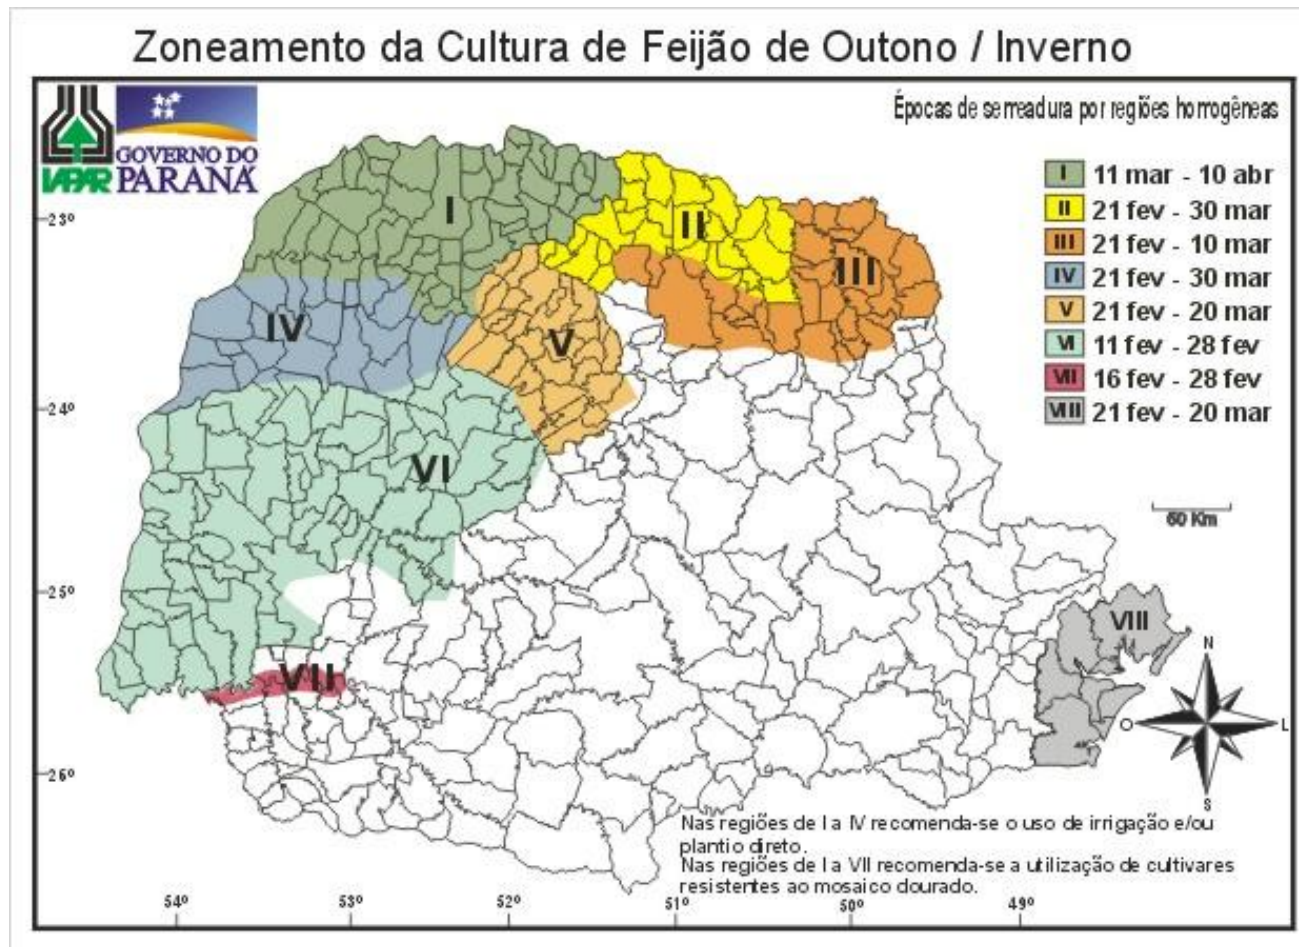 Zoneamento da Cultura de Feijão de Outono / Inverno
IAPAR
GOVERNO DO
PARANÁ
Épocas de semeadura por regiões homogêneas
I 11 mar - 10 abr
II 21 fev - 30 mar
III 21 fev - 10 mar
IV 21 fev - 30 mar
V 21 fev - 20 mar
VI 11 fev - 28 fev
VII 16 fev - 28 fev
VIII 21 fev - 20 mar
I
II
III
IV
V
VI
VII
VIII
-23º
-24º
-25º
-26º
60 Km
N
O
L
S
Nas regiões de I a IV recomenda-se o uso de irrigação e/ou
plantio direto.
Nas regiões de I a VII recomenda-se a utilização de cultivares
resistentes ao mosaico dourado.
54º
53º
52º
51º
50º
49º